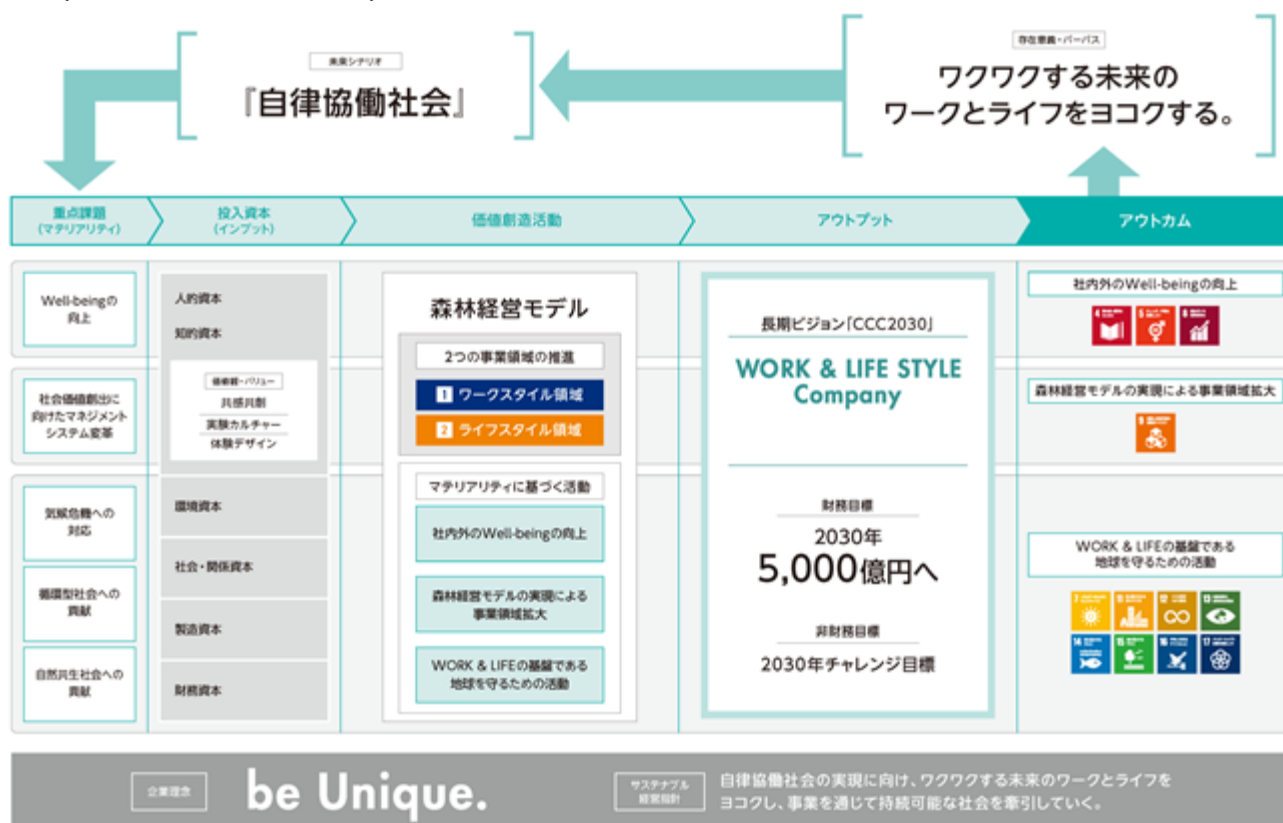 未来シナリオ
『自律協働社会』
存在意義・パーパス
ワクワクする未来の
ワークとライフをヨコクする。
重点課題
(マテリアリティ)
投入資本
(インプット)
価値創造活動
アウトプット
アウトカム
Well-beingの
向上
社会価値創出に
向けたマネジメント
システム変革
気候危機への
対応
循環型社会への
貢献
自然共生社会への
貢献
人的資本
知的資本
価値観・バリュー
共感共創
実験カルチャー
体験デザイン
環境資本
社会・関係資本
製造資本
財務資本
森林経営モデル
2つの事業領域の推進
1 ワークスタイル領域
2 ライフスタイル領域
マテリアリティに基づく活動
社内外のWell-beingの向上
森林経営モデルの実現による
事業領域拡大
WORK & LIFEの基盤である
地球を守るための活動
長期ビジョン「CCC2030」
WORK & LIFE STYLE
Company
財務目標
2030年
5,000億円へ
非財務目標
2030年チャレンジ目標
社内外のWell-beingの向上
4
5
8
森林経営モデルの実現による事業領域拡大
9
WORK & LIFEの基盤である
地球を守るための活動
7
11
12
13
14
15
16
17
企業理念
be Unique.
サステナブル
経営指針
自律協働社会の実現に向け、ワクワクする未来のワークとライフを
ヨコクし、事業を通じて持続可能な社会を牽引していく。